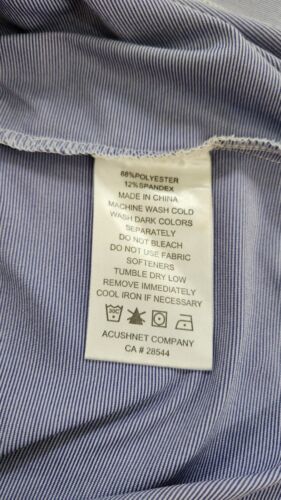 88%POLYESTER
12%SPANDEX
MADE IN CHINA
MACHINE WASH COLD
WASH DARK COLORS
SEPARATELY
DO NOT BLEACH
DO NOT USE FABRIC
SOFTENERS
TUMBLE DRY LOW
REMOVE IMMEDIATELY
COOL IRON IF NECESSARY
30C
ACUSHNET COMPANY
CA # 28544